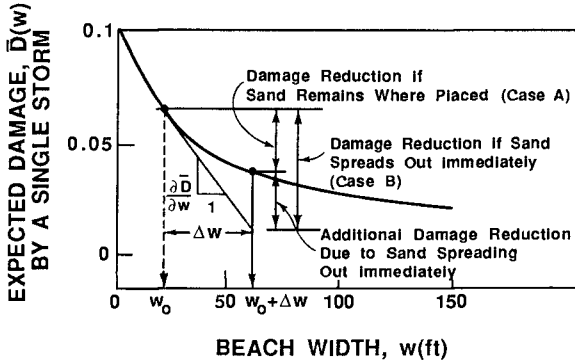 EXPECTED DAMAGE, D̄(w)
BY A SINGLE STORM
0.1
0.05
0
Damage Reduction if
Sand Remains Where Placed (Case A)
Damage Reduction If Sand
Spreads Out immediately
(Case B)
Additional Damage Reduction
Due to Sand Spreading
Out immediately
∂D̄
∂w
1
Δw
0
w₀
50
w₀+Δw
100
150
BEACH WIDTH, w(ft)